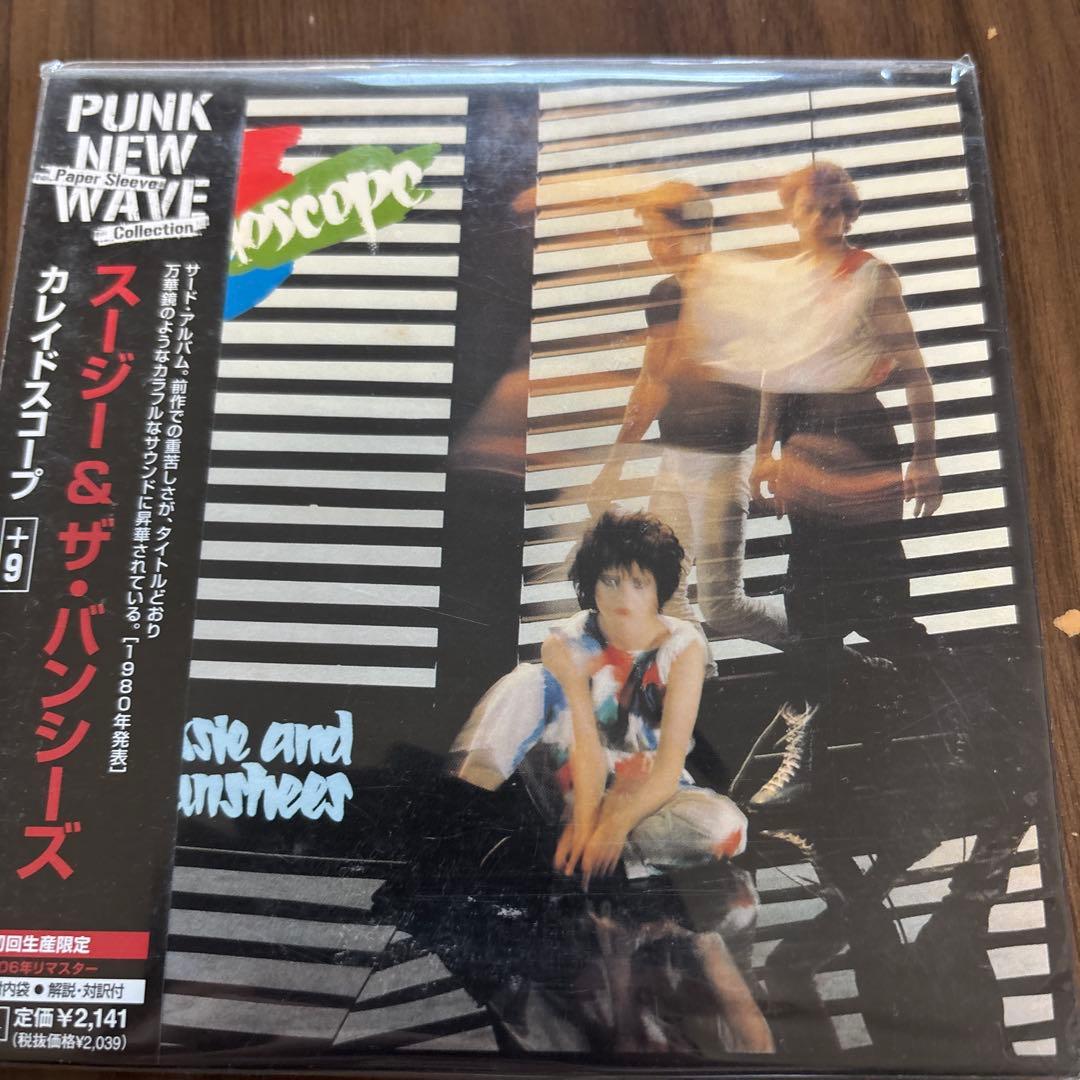 PUNK
NEW
WAVE
Paper Sleeve
Collection
スージー&ザ・バンシーズ
カレイドスコープ
+9
サード・アルバム。前作での重苦しさが、タイトルどおり
万華鏡のようなカラフルなサウンドに昇華されている。[1980年発表]
回生産限定
06年リマスター
内袋●解説・対訳付
定価¥2,141
(税抜価格¥2,039)
oscope
sie and
anshees